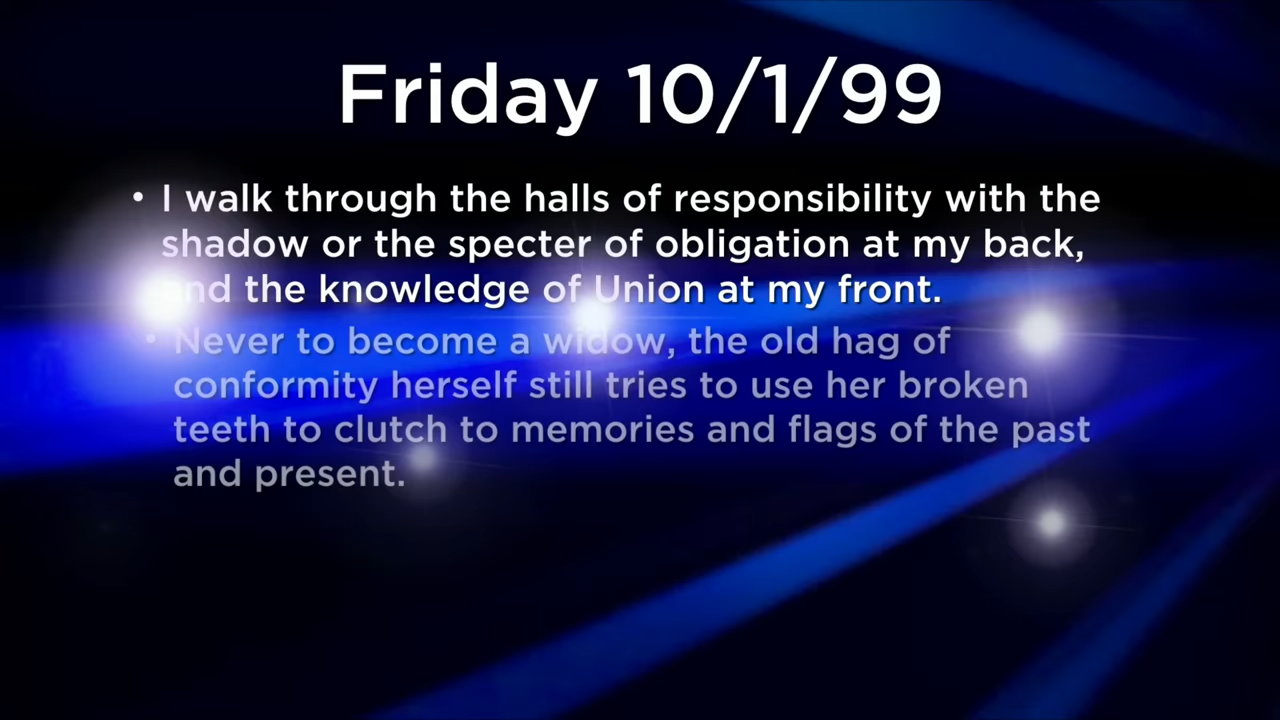 Friday 10/1/99
• I walk through the halls of responsibility with the
shadow or the specter of obligation at my back,
and the knowledge of Union at my front.
• Never to become a widow, the old hag of
conformity herself still tries to use her broken
teeth to clutch to memories and flags of the past
and present.